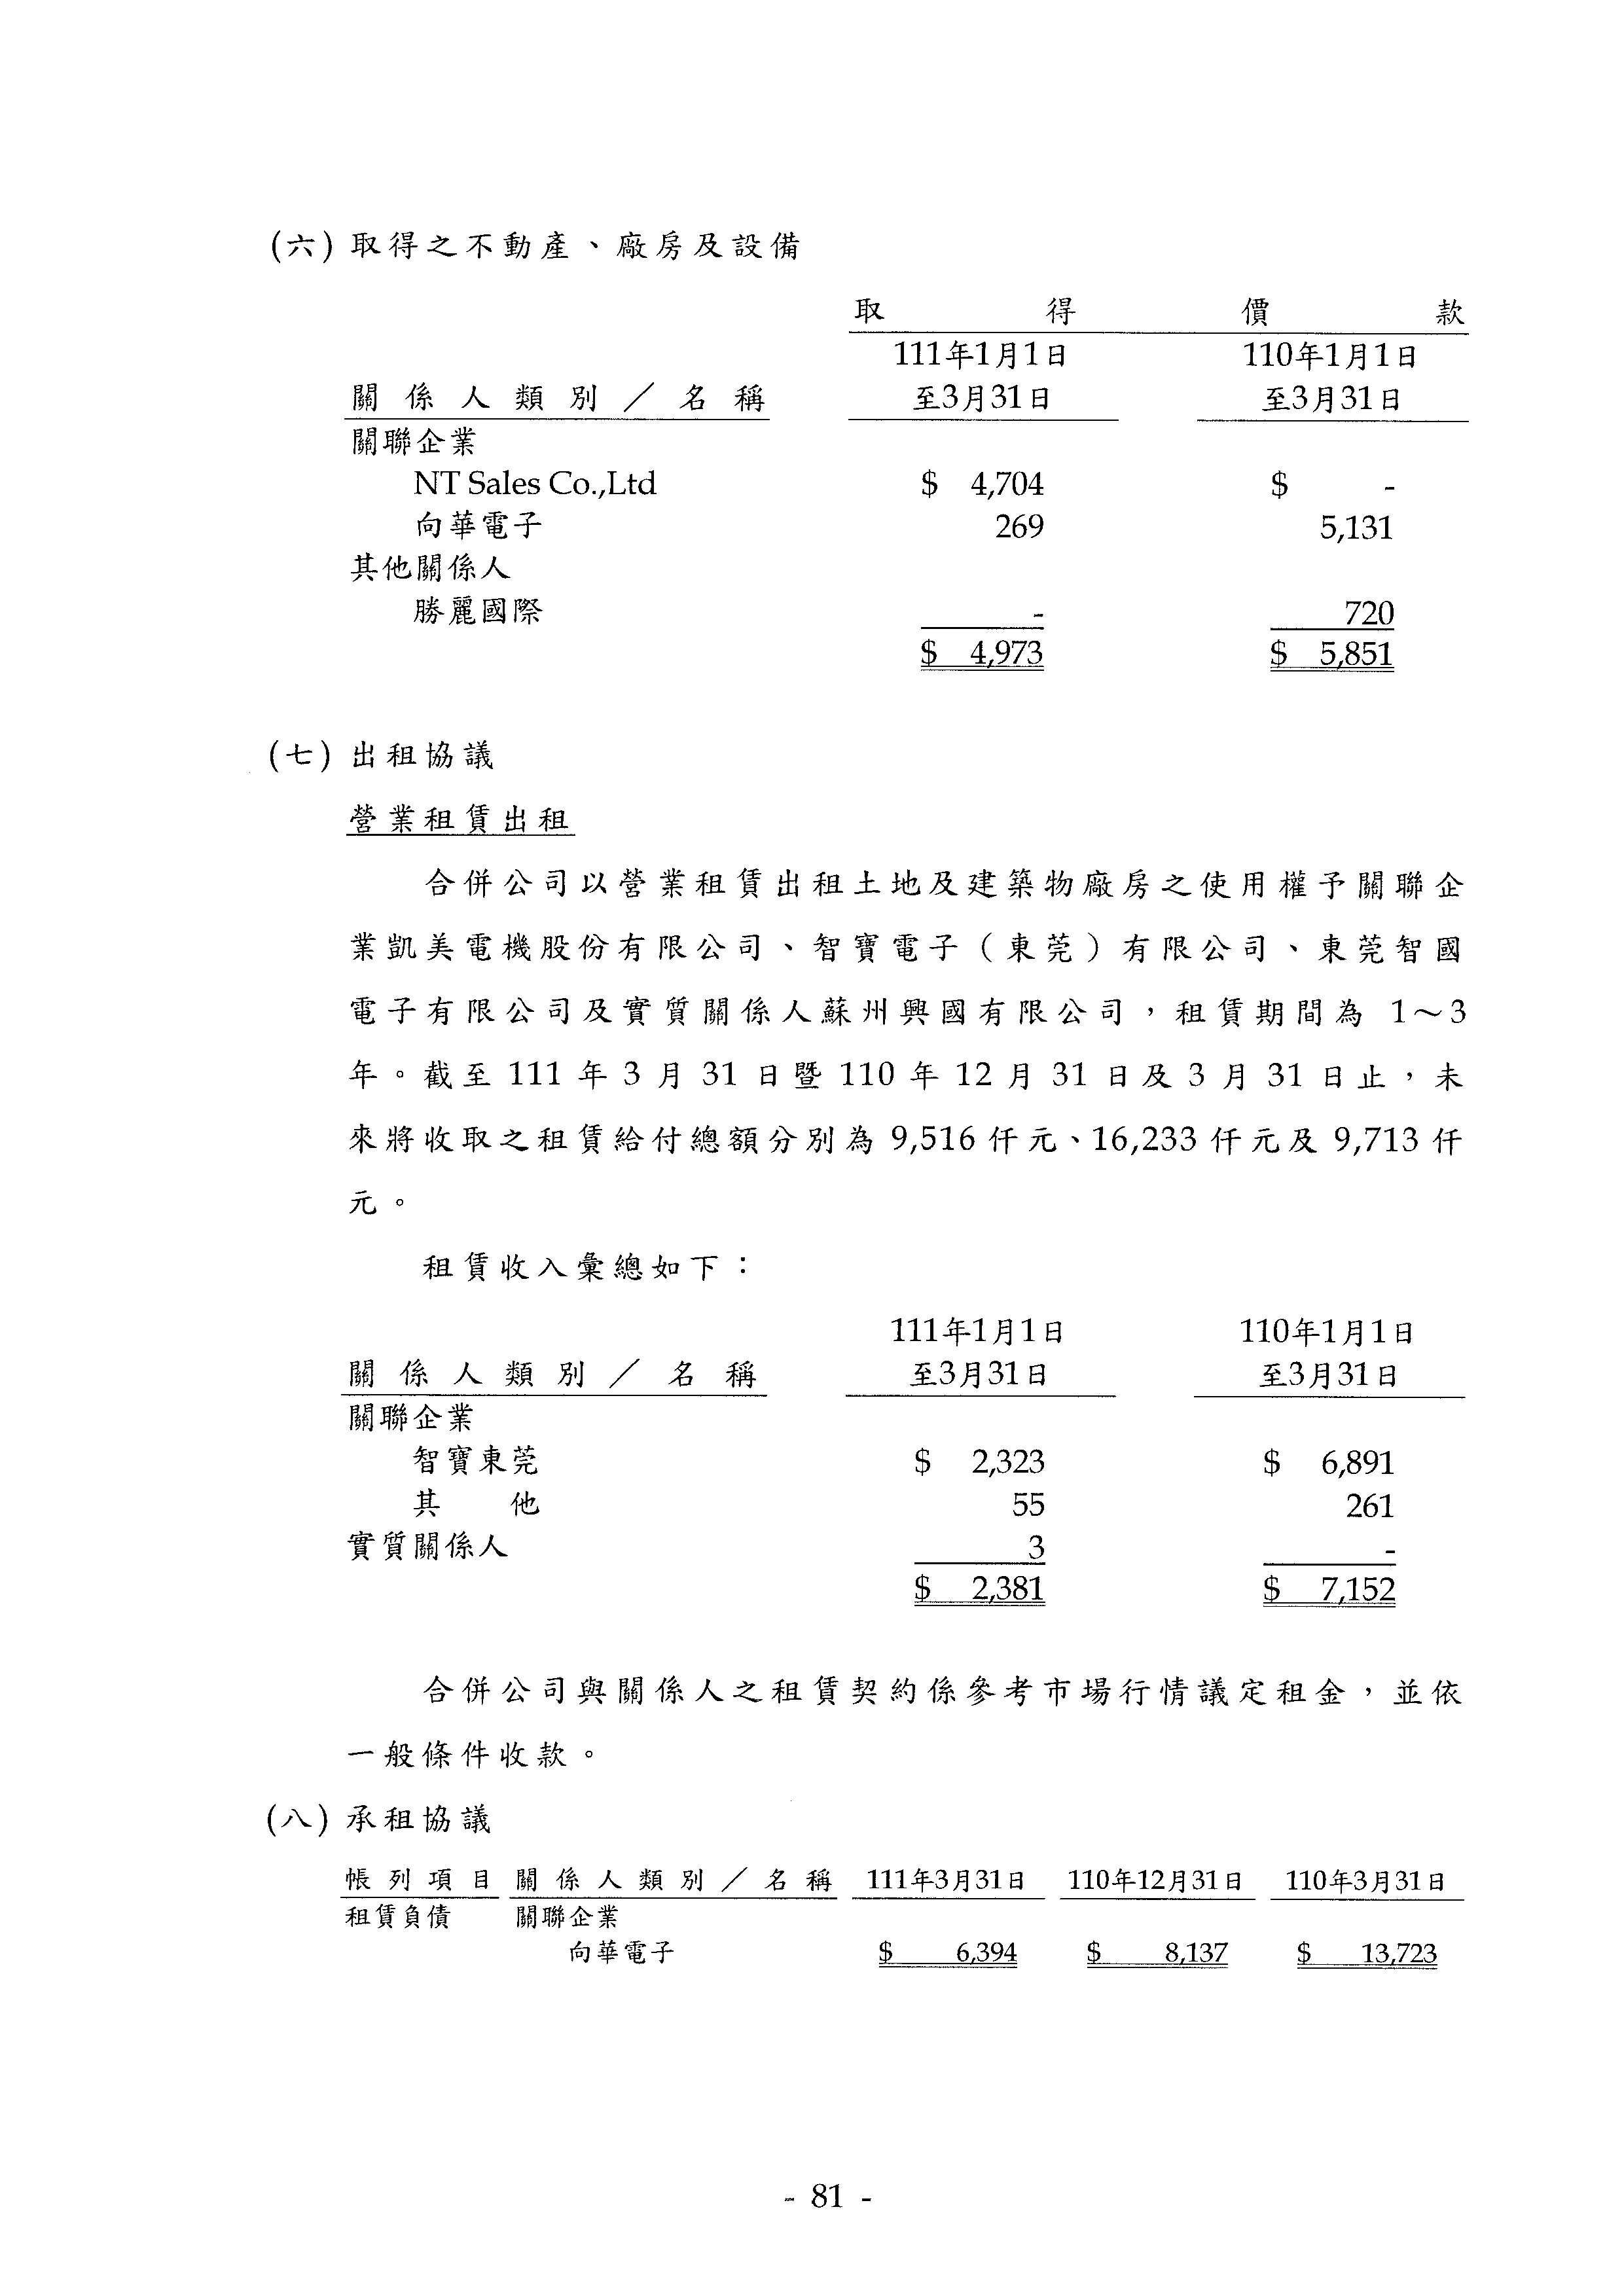 (六) 取得之不動產、廠房及設備
取得價款
111年1月1日 110年1月1日
關係人類別／名稱 至3月31日 至3月31日
關聯企業
NT Sales Co.,Ltd $ 4,704 $ -
向華電子 269 5,131
其他關係人
勝麗國際 - 720
$ 4,973 $ 5,851
(七) 出租協議
營業租賃出租
合併公司以營業租賃出租土地及建築物廠房之使用權予關聯企
業凱美電機股份有限公司、智寶電子（東莞）有限公司、東莞智國
電子有限公司及實質關係人蘇州興國有限公司，租賃期間為 1～3
年。截至 111 年 3 月 31 日暨 110 年 12 月 31 日及 3 月 31 日止，未
來將收取之租賃給付總額分別為 9,516 仟元、16,233 仟元及 9,713 仟
元。
租賃收入彙總如下：
111年1月1日 110年1月1日
關係人類別／名稱 至3月31日 至3月31日
關聯企業
智寶東莞 $ 2,323 $ 6,891
其他 55 261
實質關係人 3 -
$ 2,381 $ 7,152
合併公司與關係人之租賃契約係參考市場行情議定租金，並依
一般條件收款。
(八) 承租協議
帳列項目 關係人類別／名稱 111年3月31日 110年12月31日 110年3月31日
租賃負債 關聯企業
向華電子 $ 6,394 $ 8,137 $ 13,723
- 81 -